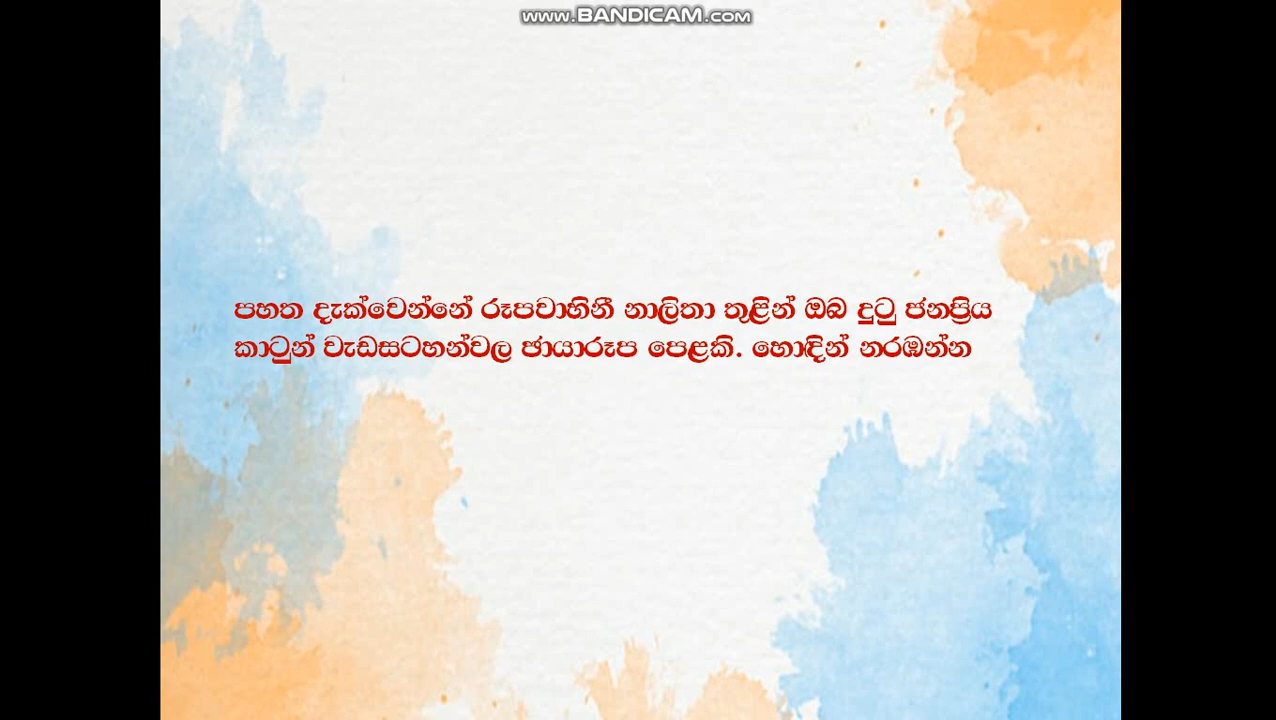 www.BANDICAM.com
පහත දැක්වෙන්නේ රූපවාහිනී නාලිකා තුළින් ඔබ දුටු ජනප්‍රිය
කාටුන් වැඩසටහන්වල ඡායාරූප පෙළකි. හොඳින් නරඹන්න